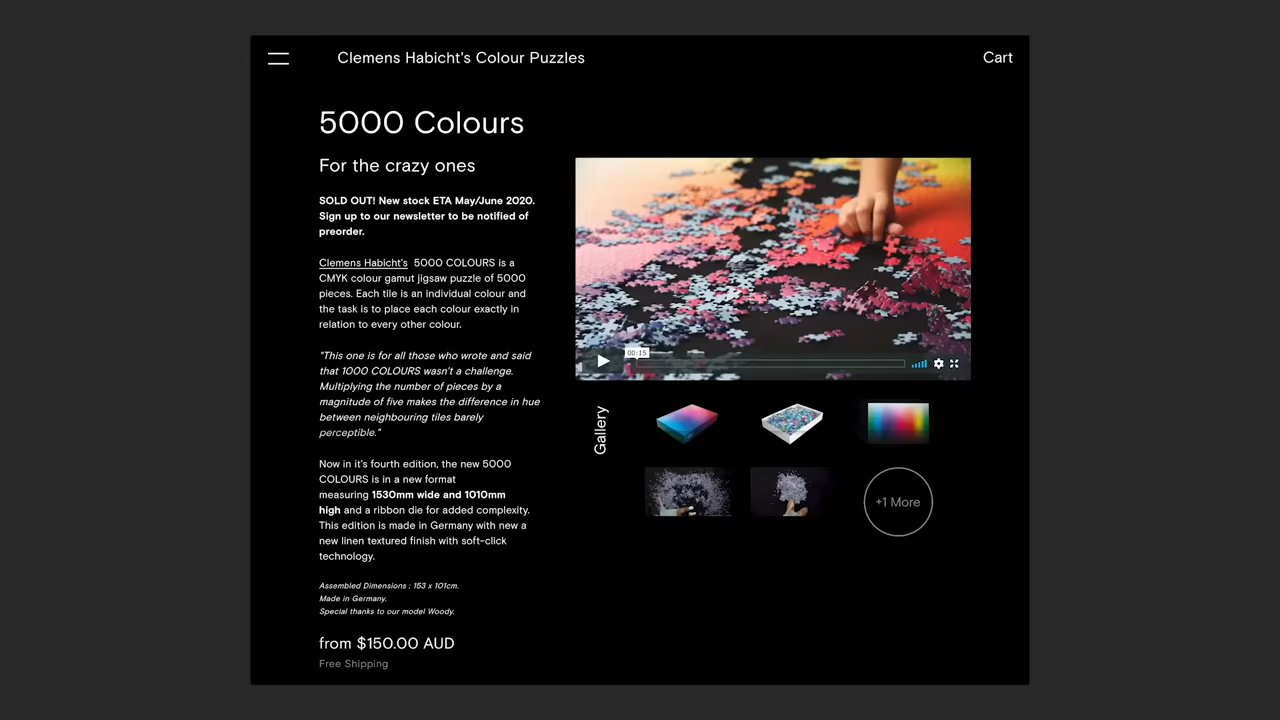 Clemens Habicht's Colour Puzzles
Cart
5000 Colours
For the crazy ones
SOLD OUT! New stock ETA May/June 2020.
Sign up to our newsletter to be notified of
preorder.
Clemens Habicht's 5000 COLOURS is a
CMYK colour gamut jigsaw puzzle of 5000
pieces. Each tile is an individual colour and
the task is to place each colour exactly in
relation to every other colour.
"This one is for all those who wrote and said
that 1000 COLOURS wasn't a challenge.
Multiplying the number of pieces by a
magnitude of five makes the difference in hue
between neighbouring tiles barely
perceptible."
Now in it's fourth edition, the new 5000
COLOURS is in a new format
measuring 1530mm wide and 1010mm
high and a ribbon die for added complexity.
This edition is made in Germany with new a
new linen textured finish with soft-click
technology.
Assembled Dimensions : 153 x 101cm.
Made in Germany.
Special thanks to our model Woody.
from $150.00 AUD
Free Shipping
00:15
Gallery
+1 More